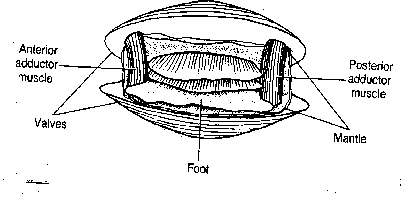 Anterior
adductor
muscle
Posterior
adductor
muscle
Valves
Mantle
Foot